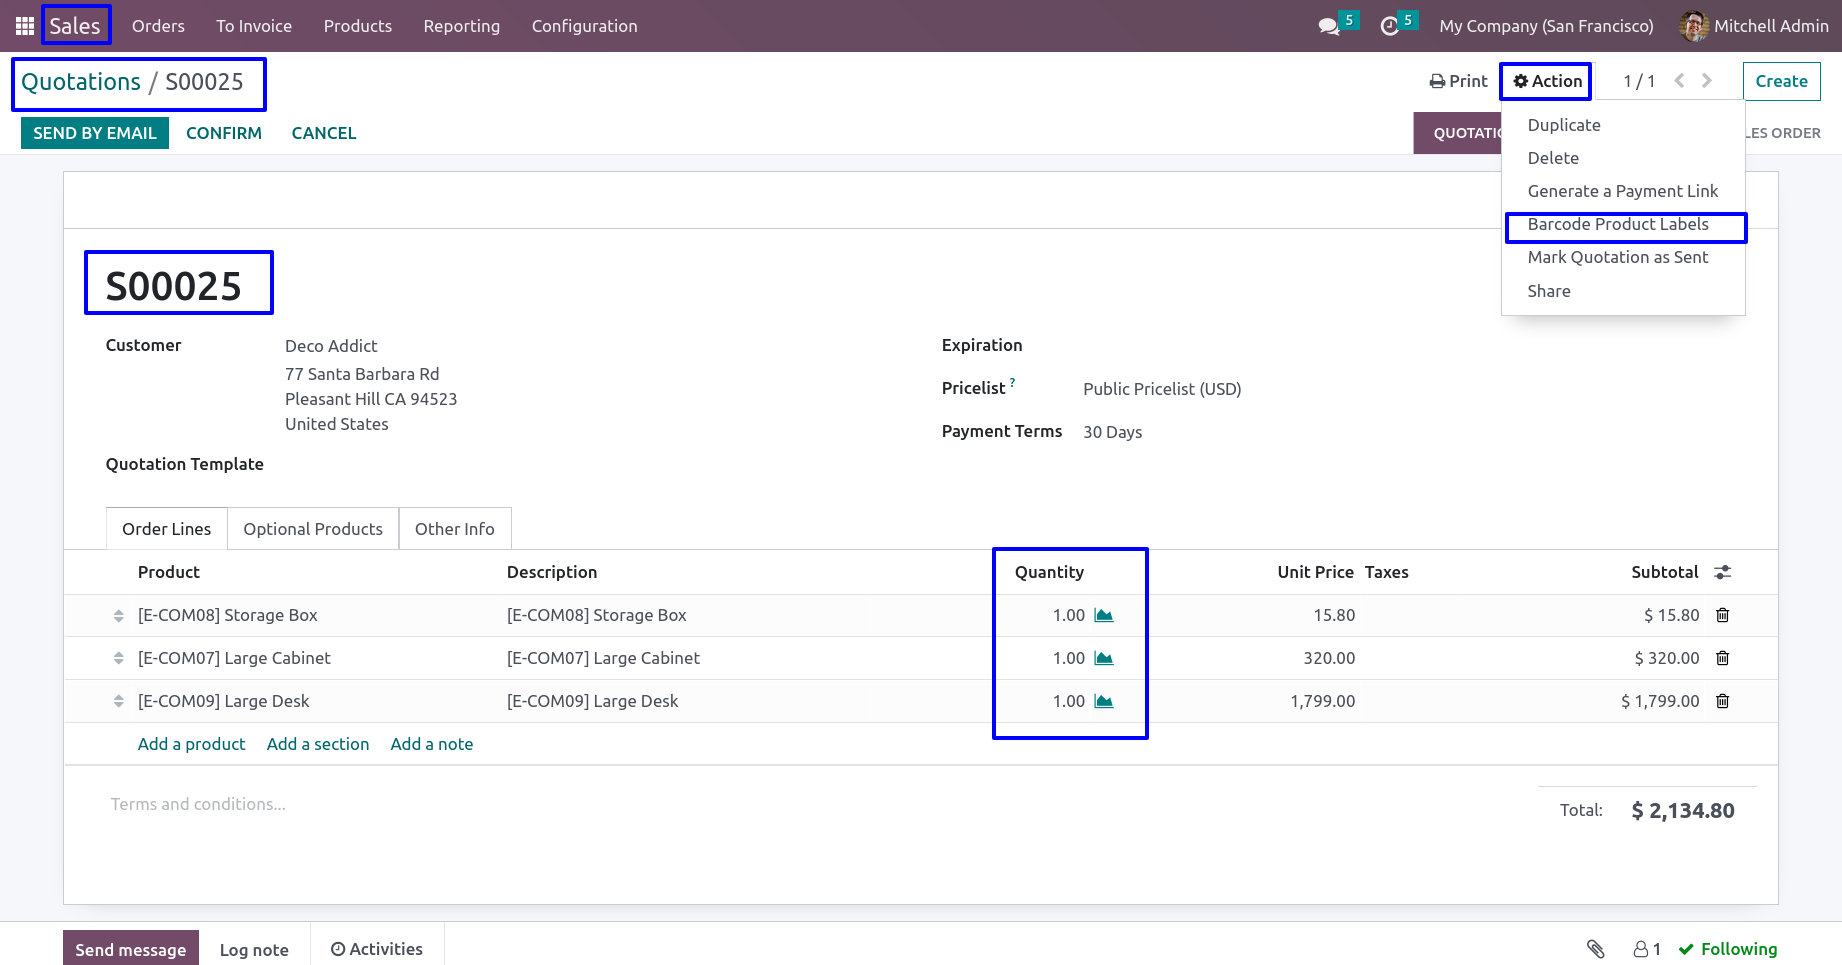 Sales Orders To Invoice Products Reporting Configuration 5 5 My Company (San Francisco) Mitchell Admin
Quotations / S00025 Print Action 1 / 1 Create
SEND BY EMAIL CONFIRM CANCEL QUOTATIO LES ORDER
Duplicate
Delete
Generate a Payment Link
Barcode Product Labels
Mark Quotation as Sent
Share
S00025
Customer Deco Addict
77 Santa Barbara Rd
Pleasant Hill CA 94523
United States
Quotation Template
Expiration
Pricelist ? Public Pricelist (USD)
Payment Terms 30 Days
Order Lines Optional Products Other Info
Product Description Quantity Unit Price Taxes Subtotal
[E-COM08] Storage Box [E-COM08] Storage Box 1.00 15.80 $ 15.80
[E-COM07] Large Cabinet [E-COM07] Large Cabinet 1.00 320.00 $ 320.00
[E-COM09] Large Desk [E-COM09] Large Desk 1.00 1,799.00 $ 1,799.00
Add a product Add a section Add a note
Terms and conditions...
Total: $ 2,134.80
Send message Log note Activities 1 Following